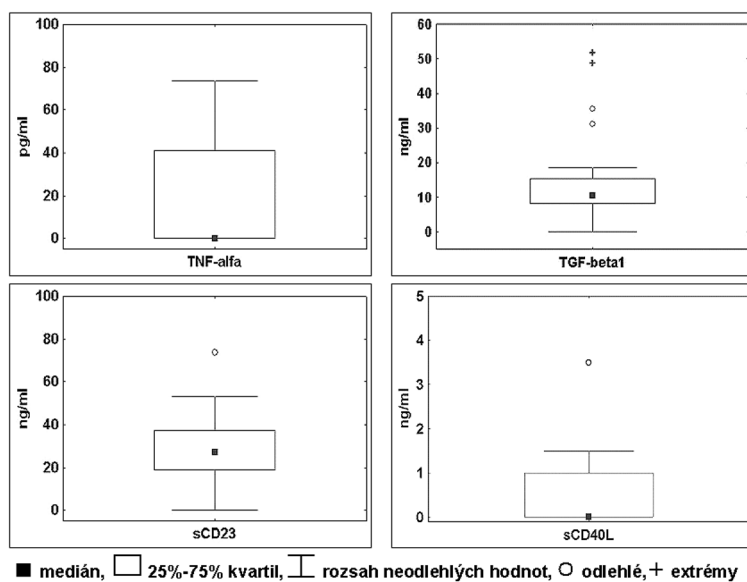 100
80
60
40
20
0
pg/ml
TNF-alfa
60
50
40
30
20
10
0
ng/ml
TGF-beta1
100
80
60
40
20
0
ng/ml
sCD23
5
4
3
2
1
0
ng/ml
sCD40L
medián, 25%-75% kvartil, rozsah neodlehlých hodnot, odlehlé, extrémy